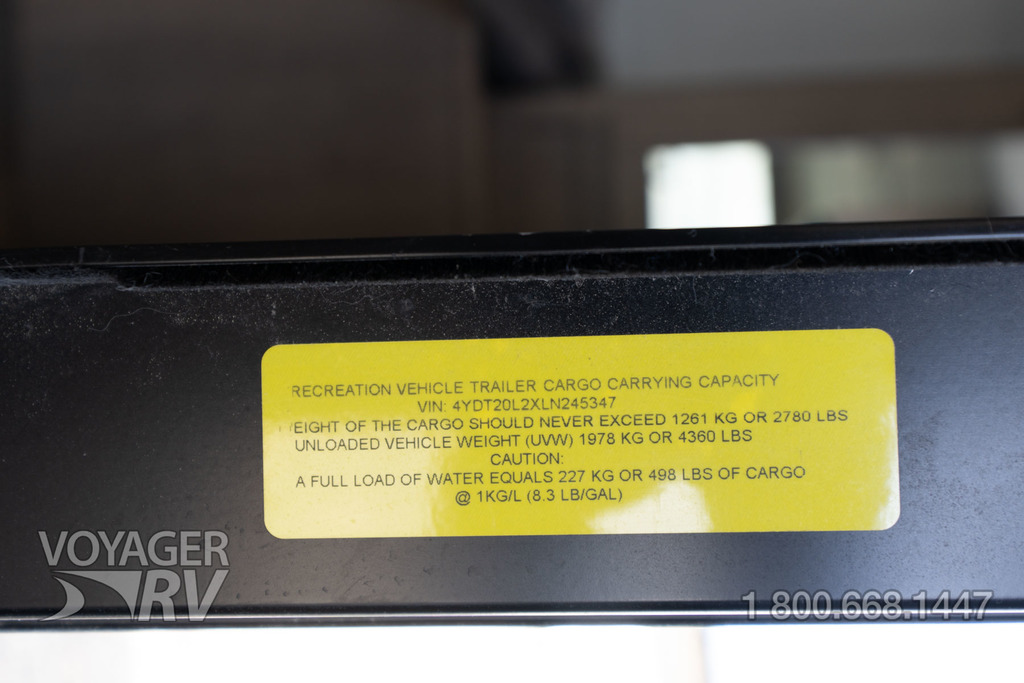 RECREATION VEHICLE TRAILER CARGO CARRYING CAPACITY
VIN: 4YDT20L2XLN245347
EIGHT OF THE CARGO SHOULD NEVER EXCEED 1261 KG OR 2780 LBS
UNLOADED VEHICLE WEIGHT (UVW) 1978 KG OR 4360 LBS
CAUTION:
A FULL LOAD OF WATER EQUALS 227 KG OR 498 LBS OF CARGO
@ 1KG/L (8.3 LB/GAL)
VOYAGER
RV
1 800.668.1447